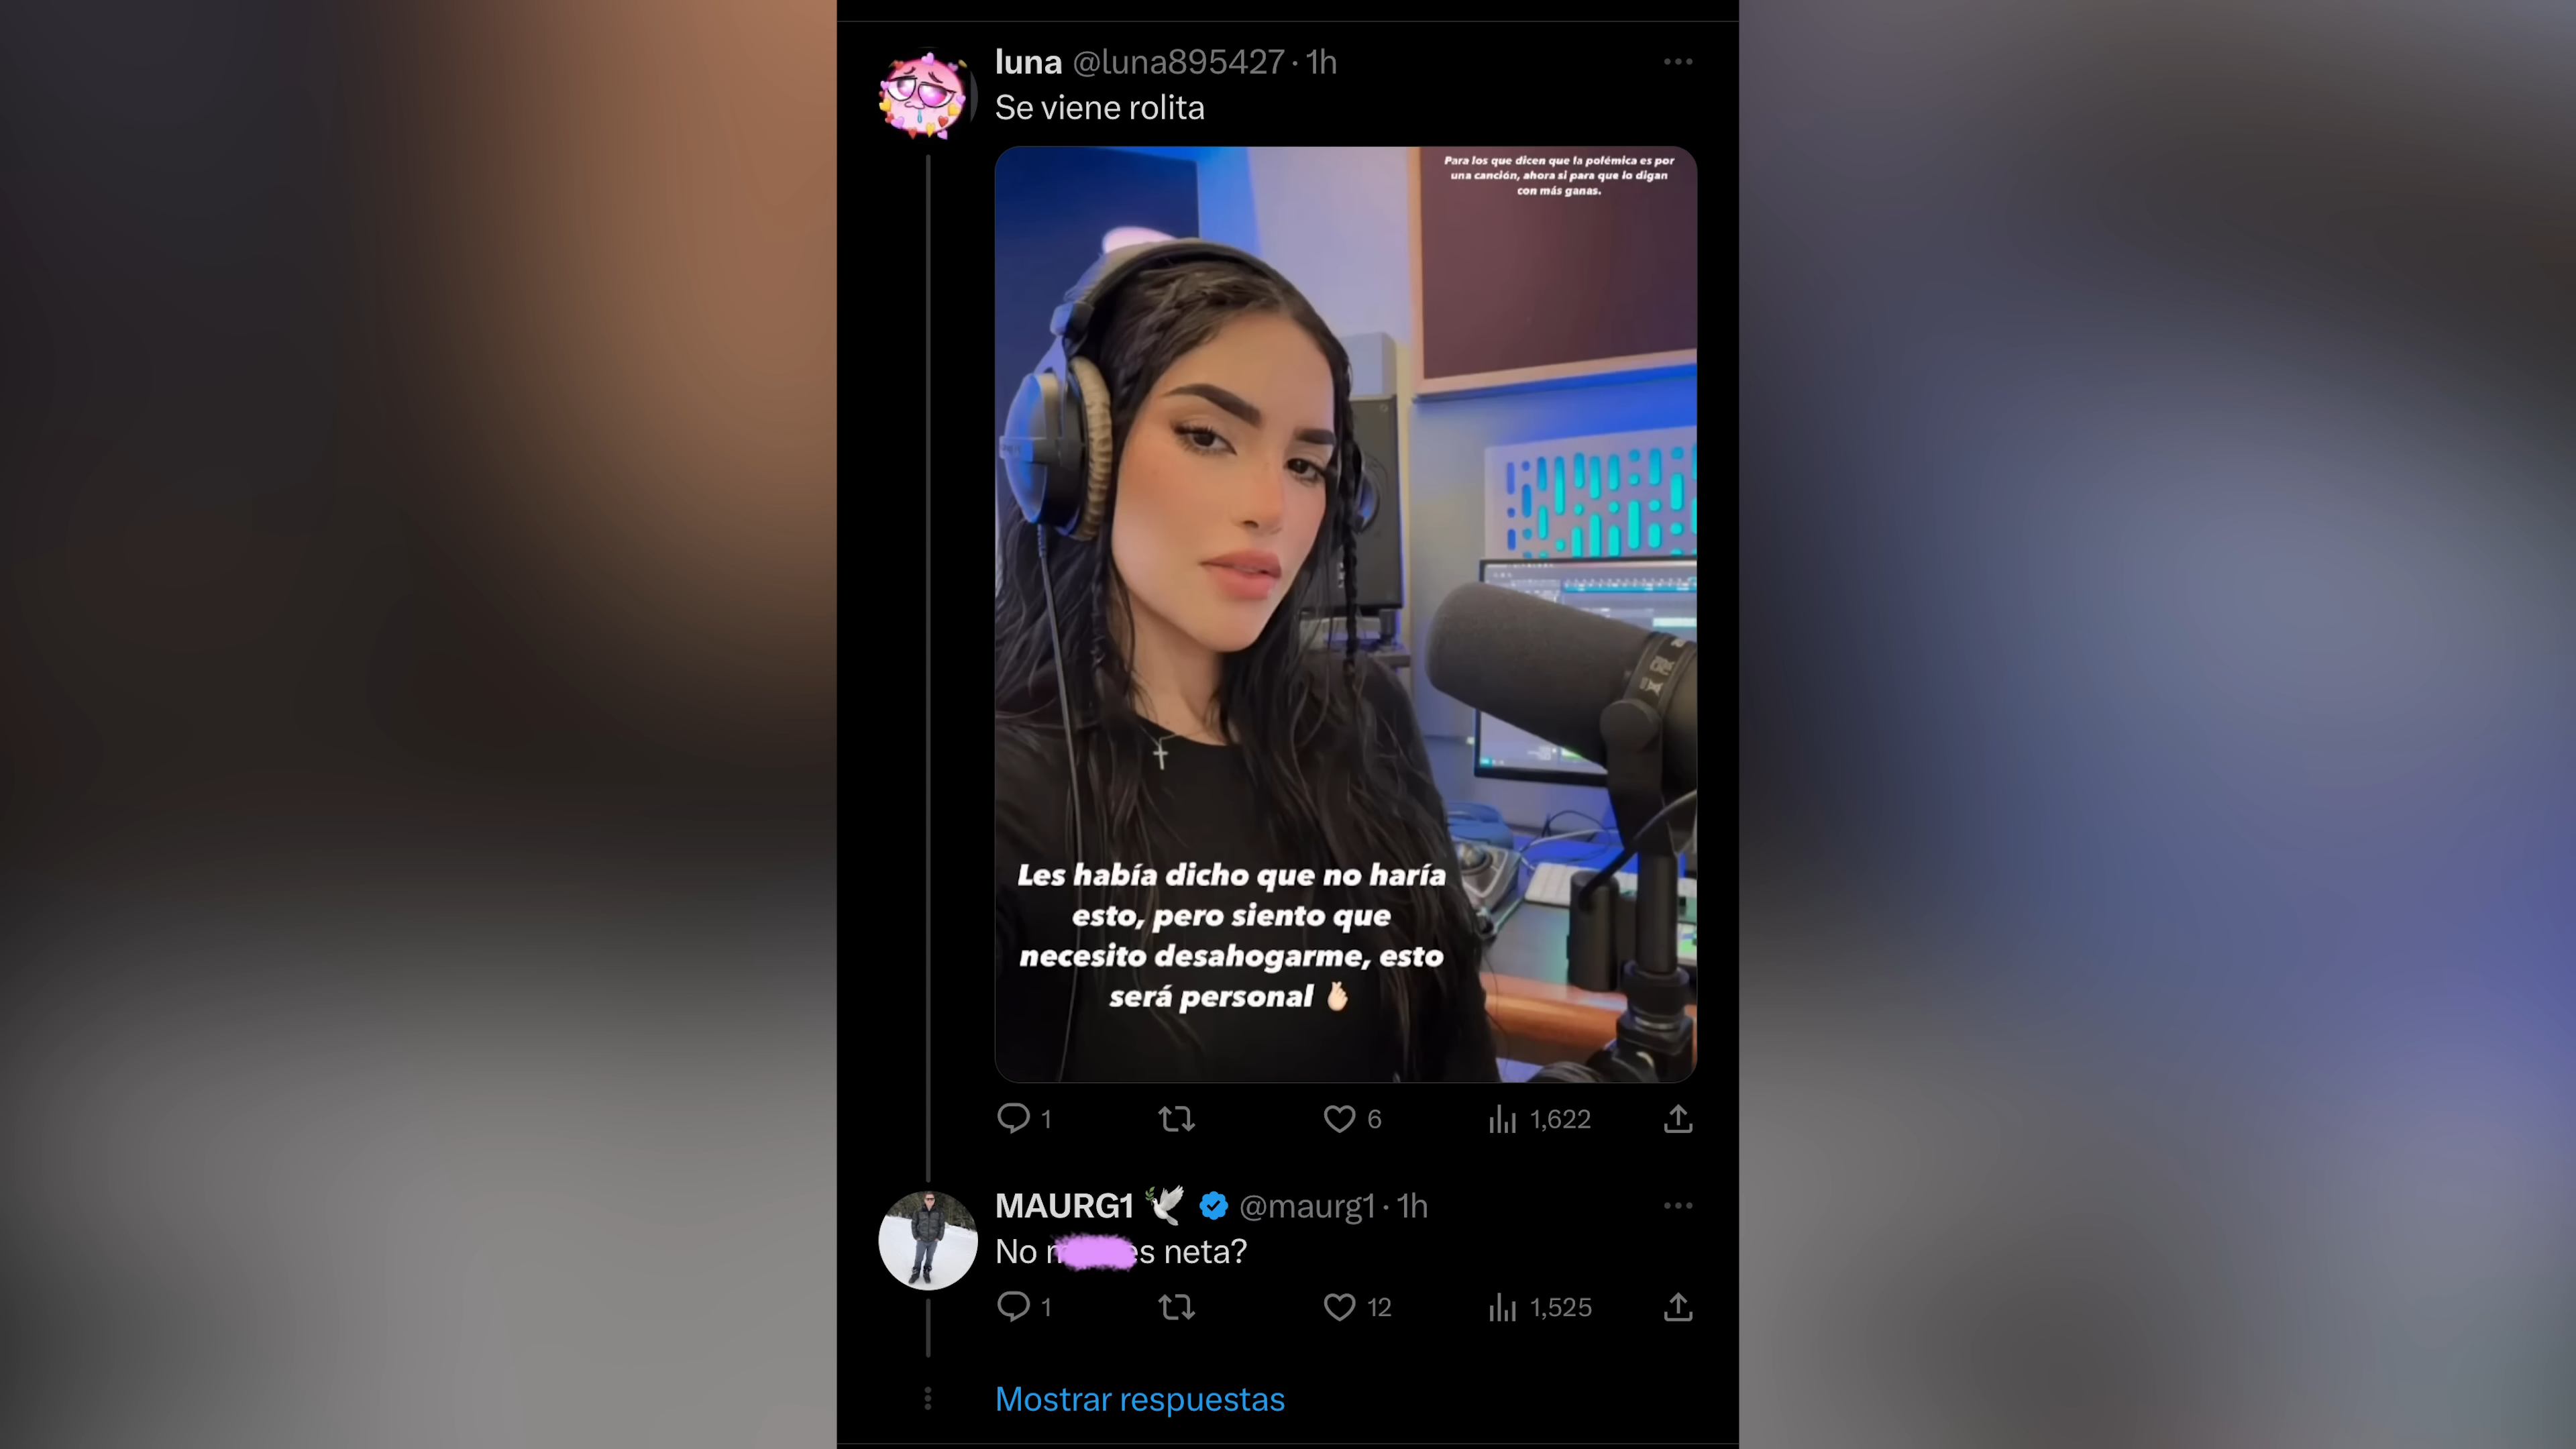 luna @luna895427 · 1h
Se viene rolita
Para los que dicen que la polémica es por
una canción, ahora si para que lo digan
con más ganas.
Les había dicho que no haría
esto, pero siento que
necesito desahogarme, esto
será personal 🫰🏻
1 6 1,622
MAURG1 🕊️ @maurg1 · 1h
No neta?
1 12 1,525
Mostrar respuestas